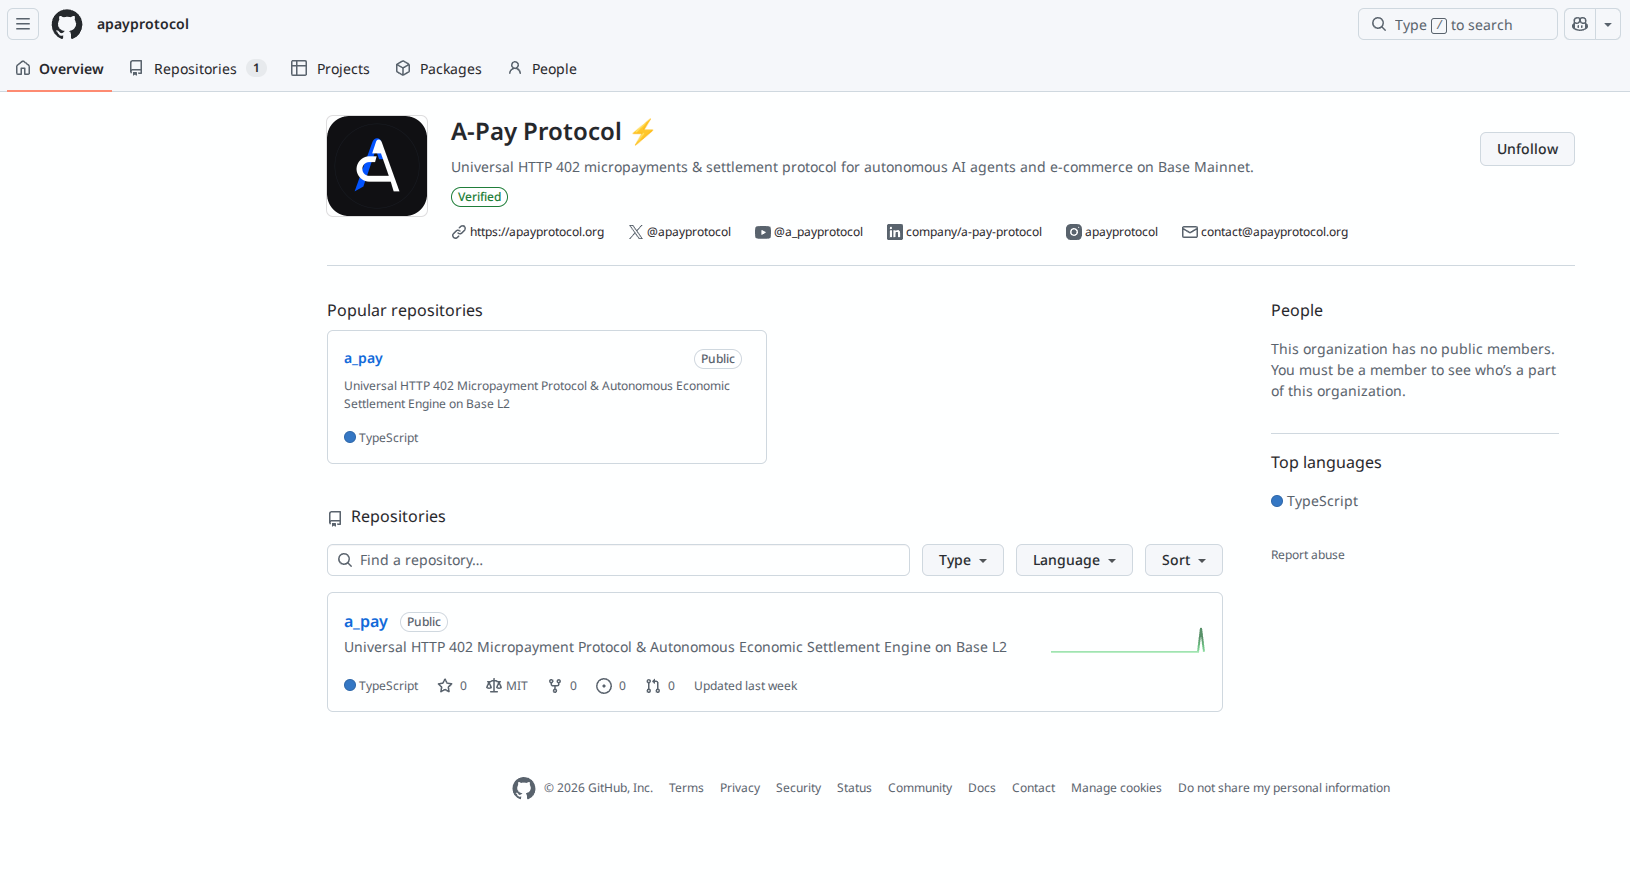 apayprotocol
Type / to search
Overview
Repositories 1
Projects
Packages
People
A-Pay Protocol ⚡
Unfollow
Universal HTTP 402 micropayments & settlement protocol for autonomous AI agents and e-commerce on Base Mainnet.
Verified
https://apayprotocol.org
@apayprotocol
@a_payprotocol
company/a-pay-protocol
apayprotocol
contact@apayprotocol.org
Popular repositories
a_pay
Public
Universal HTTP 402 Micropayment Protocol & Autonomous Economic
Settlement Engine on Base L2
TypeScript
Repositories
Find a repository...
Type
Language
Sort
a_pay Public
Universal HTTP 402 Micropayment Protocol & Autonomous Economic Settlement Engine on Base L2
TypeScript 0 MIT 0 0 0 Updated last week
People
This organization has no public members.
You must be a member to see who's a part
of this organization.
Top languages
TypeScript
Report abuse
© 2026 GitHub, Inc. Terms Privacy Security Status Community Docs Contact Manage cookies Do not share my personal information